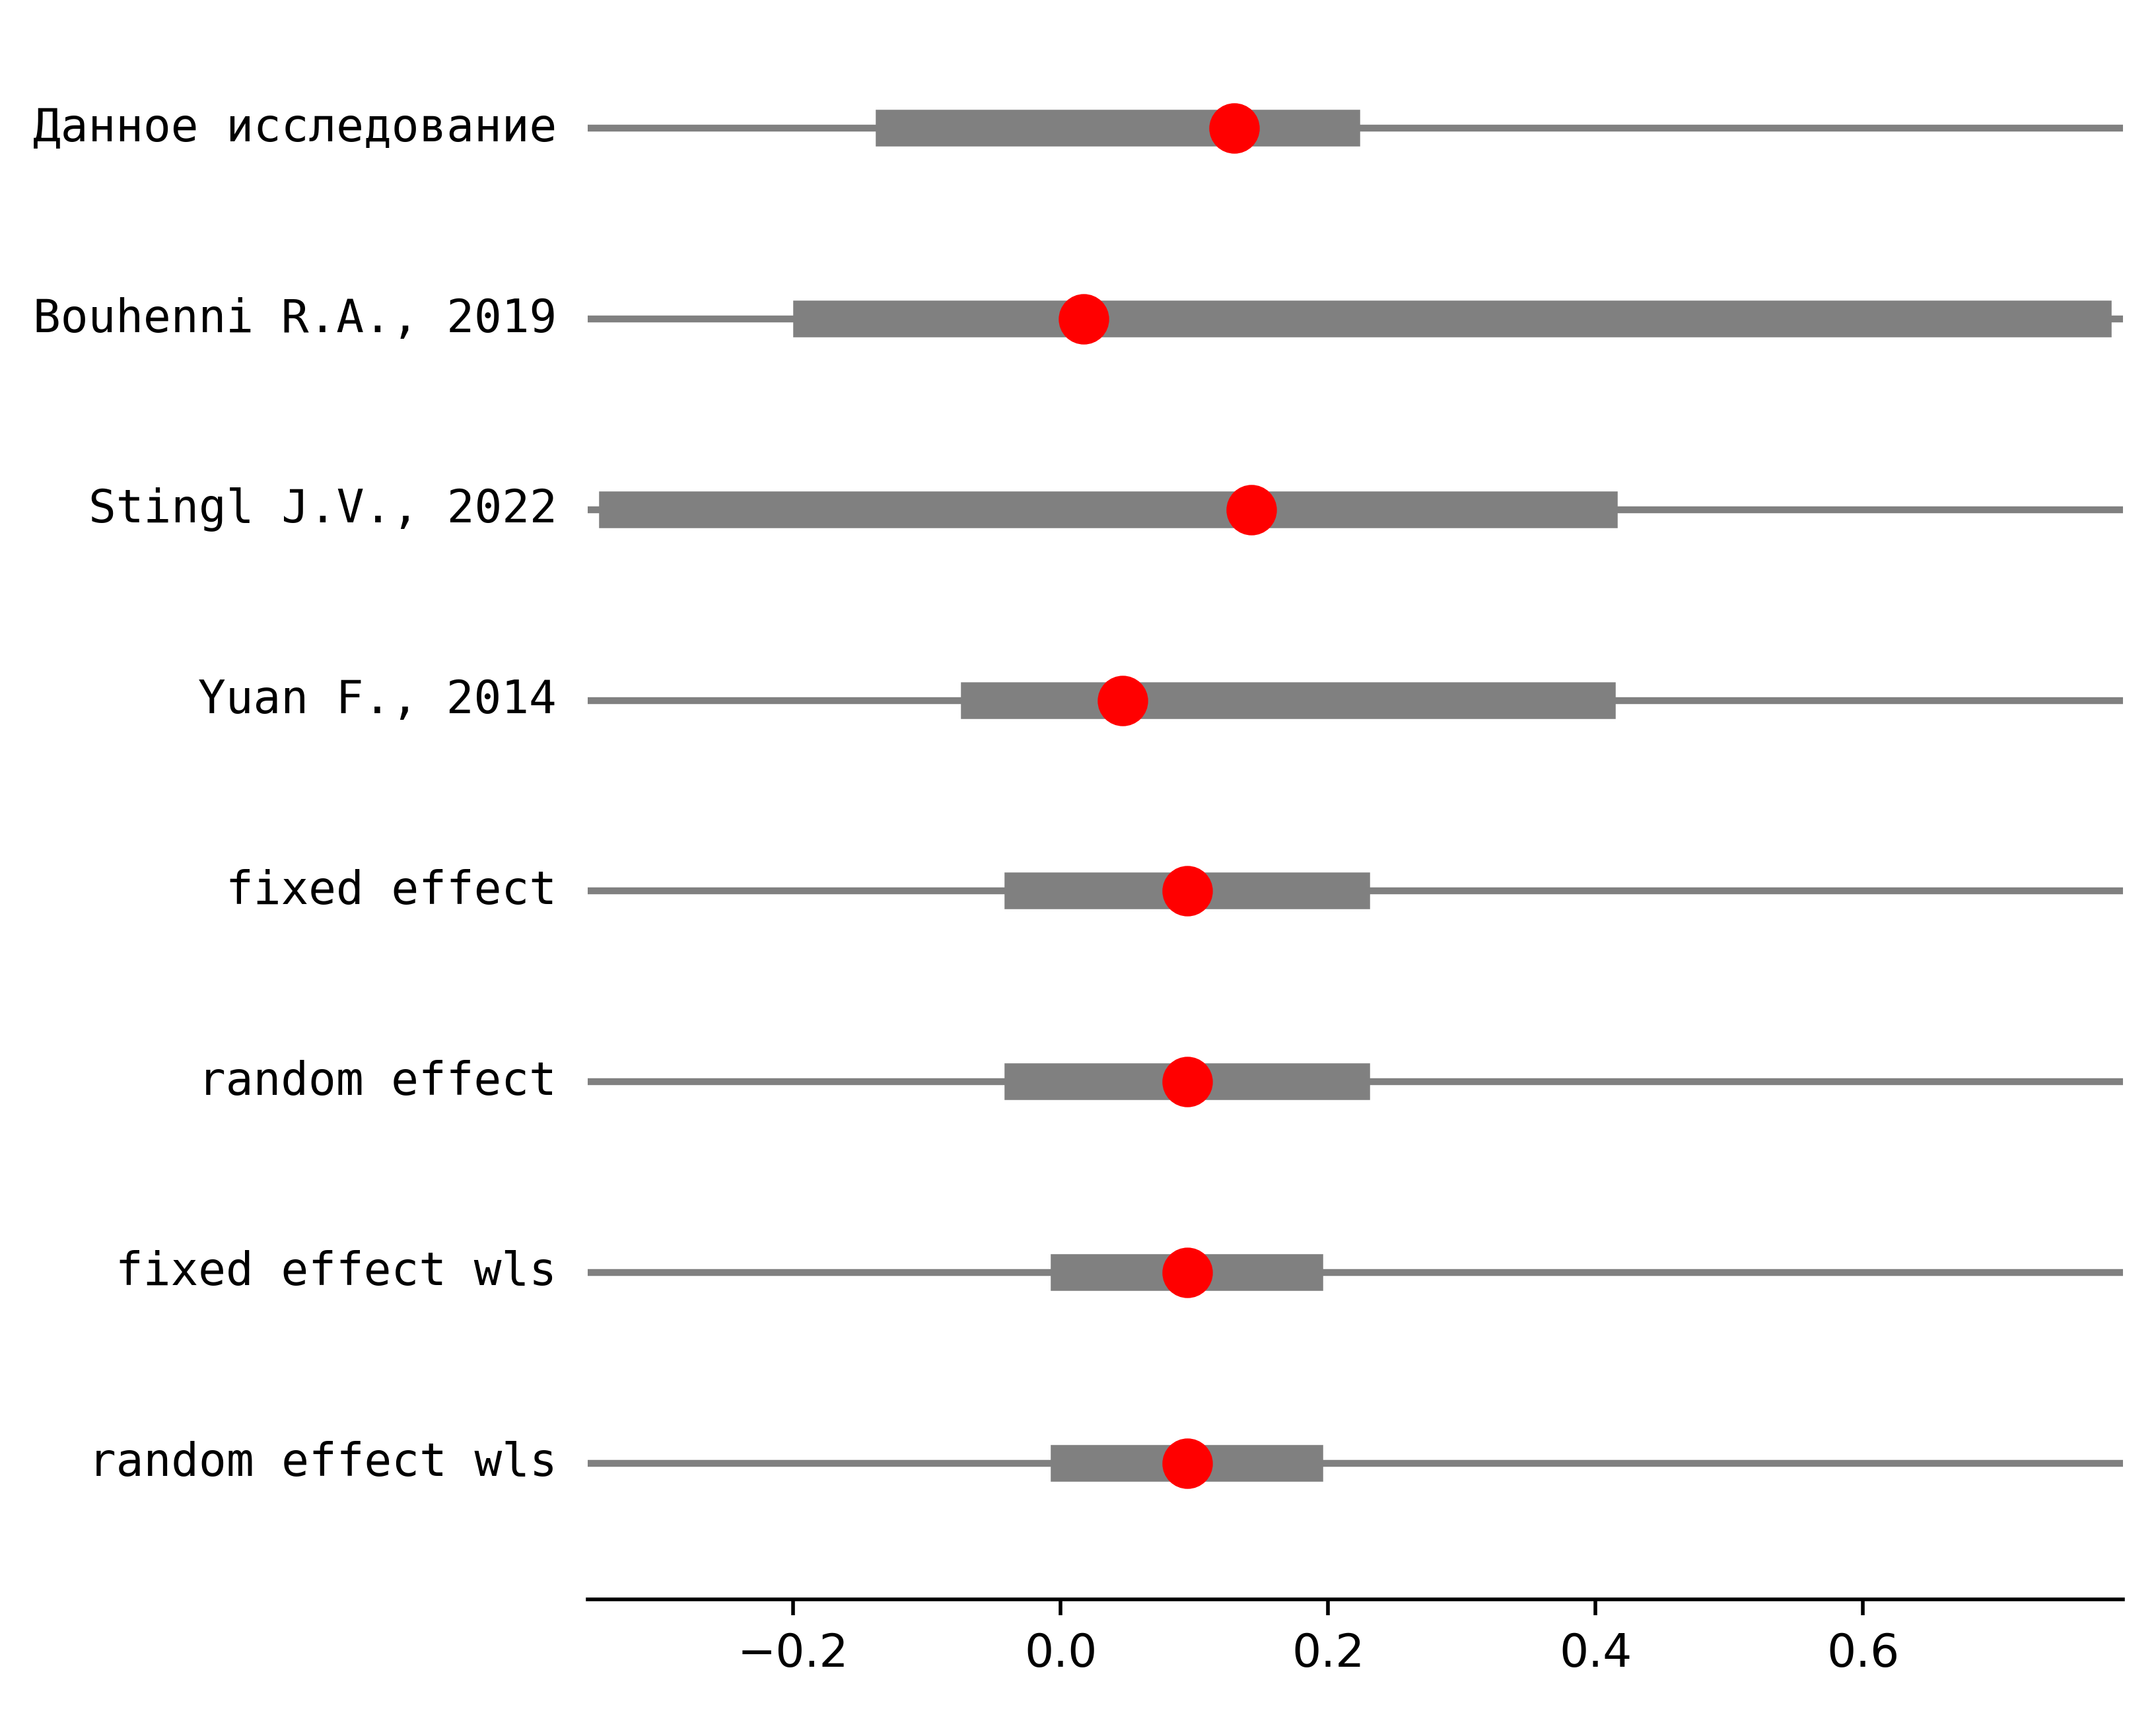 Данное исследование
Bouhenni R.A., 2019
Stingl J.V., 2022
Yuan F., 2014
fixed effect
random effect
fixed effect wls
random effect wls
−0.2 0.0 0.2 0.4 0.6